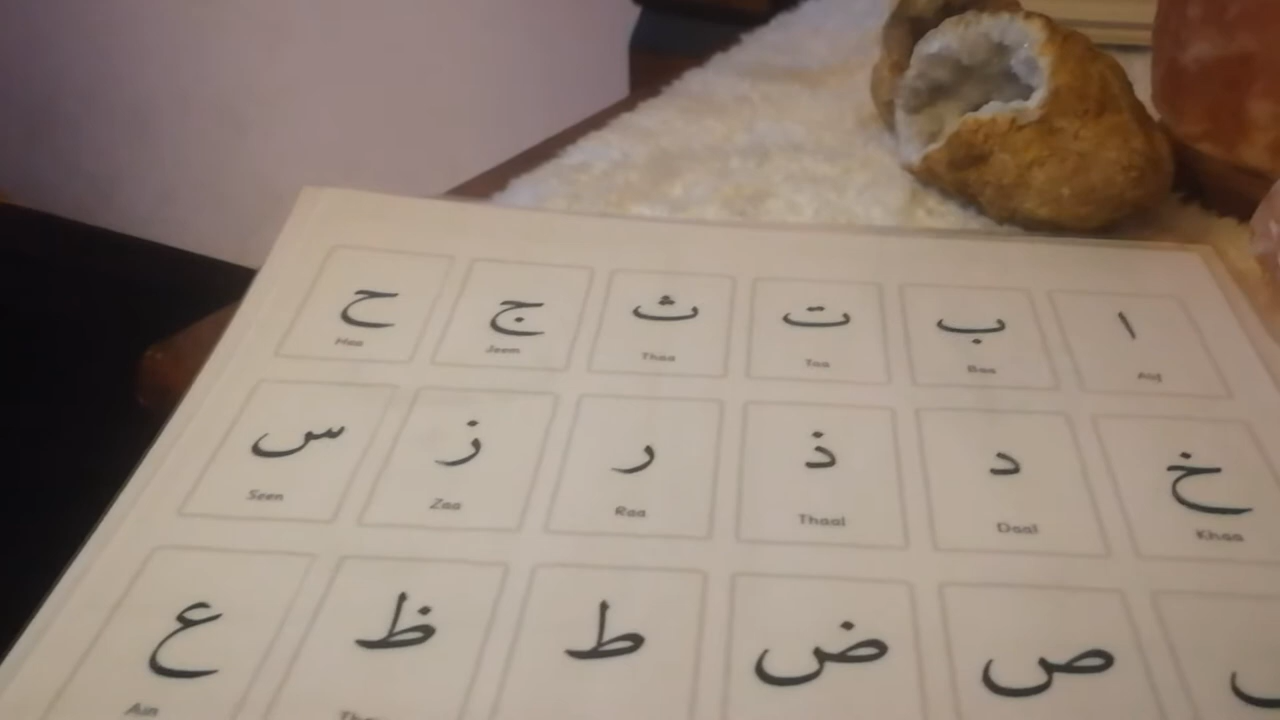 ا ب ت ث ج ح
Alif Baa Taa Thaa Jeem Haa
خ د ذ ر ز س
Khaa Daal Thaal Raa Zaa Seen
ص ض ط ظ ع
Ain